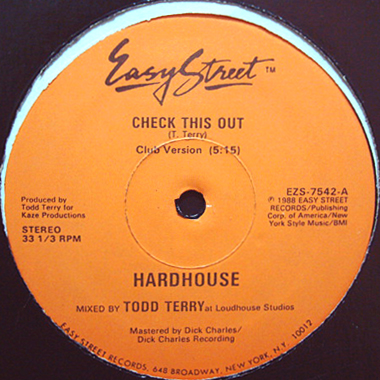 Easy Street TM
CHECK THIS OUT
(T. Terry)
Club Version (5:15)
EZS-7542-A
℗ 1988 EASY STREET
RECORDS/Publishing
Corp. of America/New
York Style Music/BMI
Produced by
Todd Terry for
Kaze Productions
STEREO
33 1/3 RPM
HARDHOUSE
MIXED BY TODD TERRY at Loudhouse Studios
Mastered by Dick Charles/
Dick Charles Recording
EASY STREET RECORDS, 648 BROADWAY, NEW YORK, N.Y. 10012